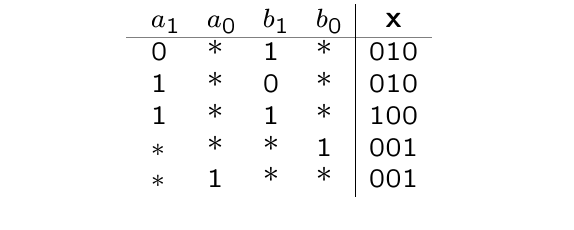 a₁ a₀ b₁ b₀ x
0 * 1 * 010
1 * 0 * 010
1 * 1 * 100
* * * 1 001
* 1 * * 001